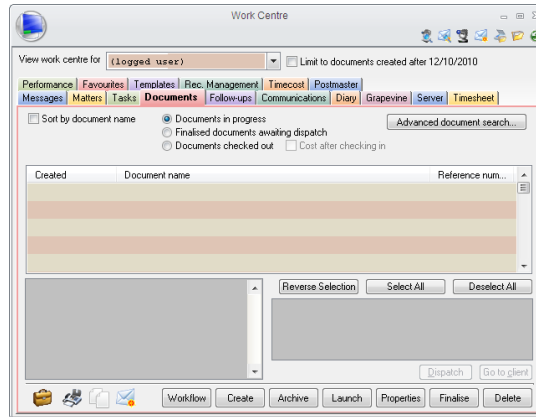 Work Centre
View work centre for (logged user) Limit to documents created after 12/10/2010
Performance Favourites Templates Rec. Management Timecost Postmaster
Messages Matters Tasks Documents Follow-ups Communications Diary Grapevine Server Timesheet
Sort by document name Documents in progress Advanced document search...
Finalised documents awaiting dispatch
Documents checked out Cost after checking in
Created Document name Reference num...
Reverse Selection Select All Deselect All
Dispatch Go to client
Workflow Create Archive Launch Properties Finalise Delete